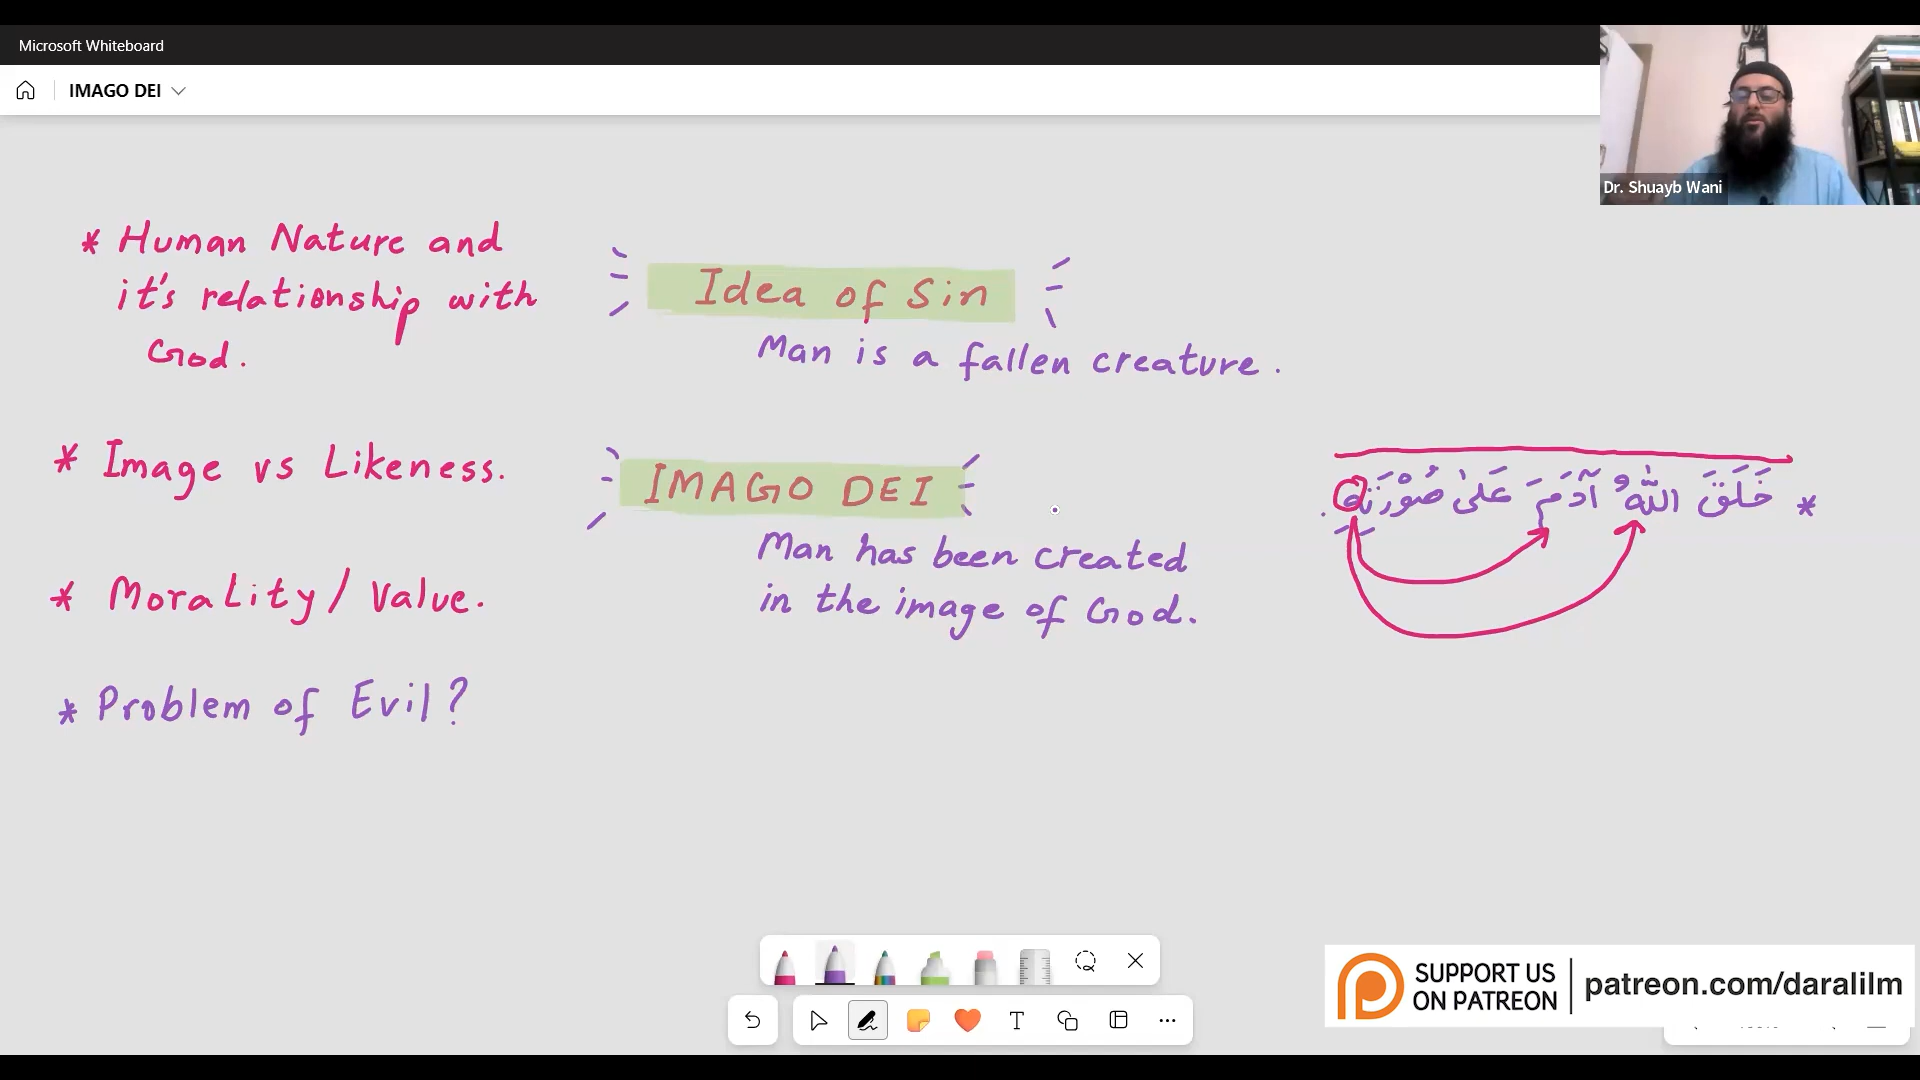 Microsoft Whiteboard
IMAGO DEI
Dr. Shuayb Wani
* Human Nature and
it's relationship with
God.
* Image vs Likeness.
* Morality/Value.
* Problem of Evil?
Idea of Sin
Man is a fallen creature.
IMAGO DEI
Man has been created
in the image of God.
* خَلَقَ اللّٰهُ آدَمَ عَلىٰ صُوْرَتِهِ.
SUPPORT US
ON PATREON
patreon.com/daralilm